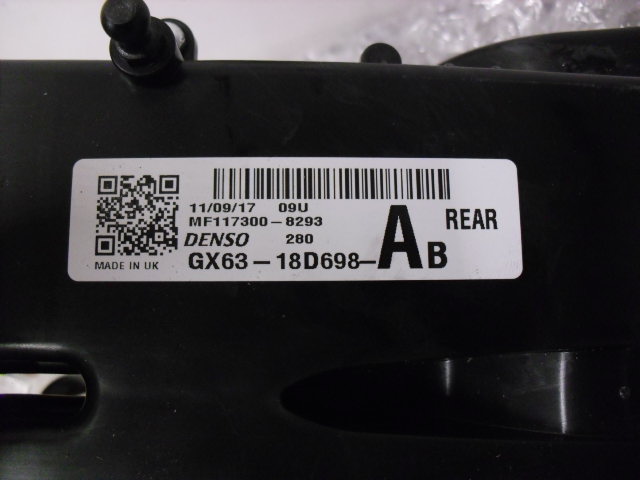 11/09/17 09U
MF117300-8293
DENSO 280
MADE IN UK
GX63-18D698-AB
REAR